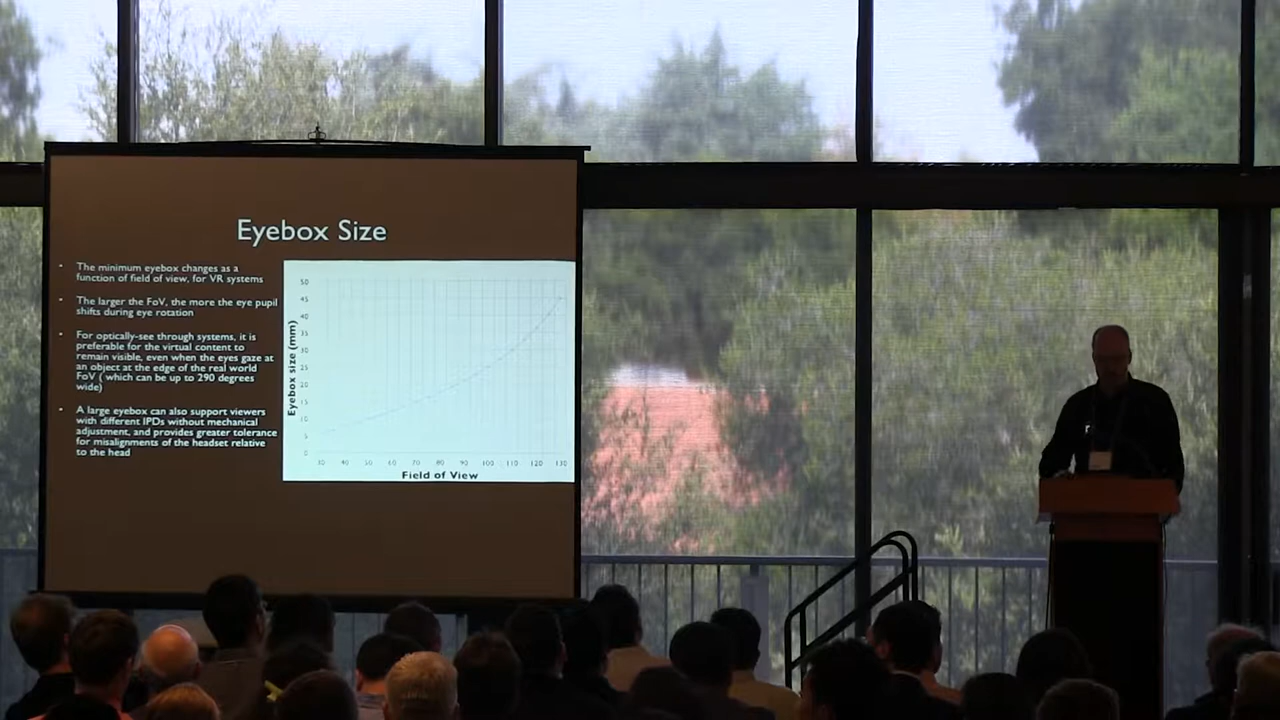 Eyebox Size
• The minimum eyebox changes as a
function of field of view, for VR systems
• The larger the FoV, the more the eye pupil
shifts during eye rotation
• For optically-see through systems, it is
preferable for the virtual content to
remain visible, even when the eyes gaze at
an object at the edge of the real world
FoV ( which can be up to 290 degrees
wide)
• A large eyebox can also support viewers
with different IPDs without mechanical
adjustment, and provides greater tolerance
for misalignments of the headset relative
to the head
Eyebox size (mm)
50
45
40
35
30
25
20
15
10
5
0
30 40 50 60 70 80 90 100 110 120 130
Field of View